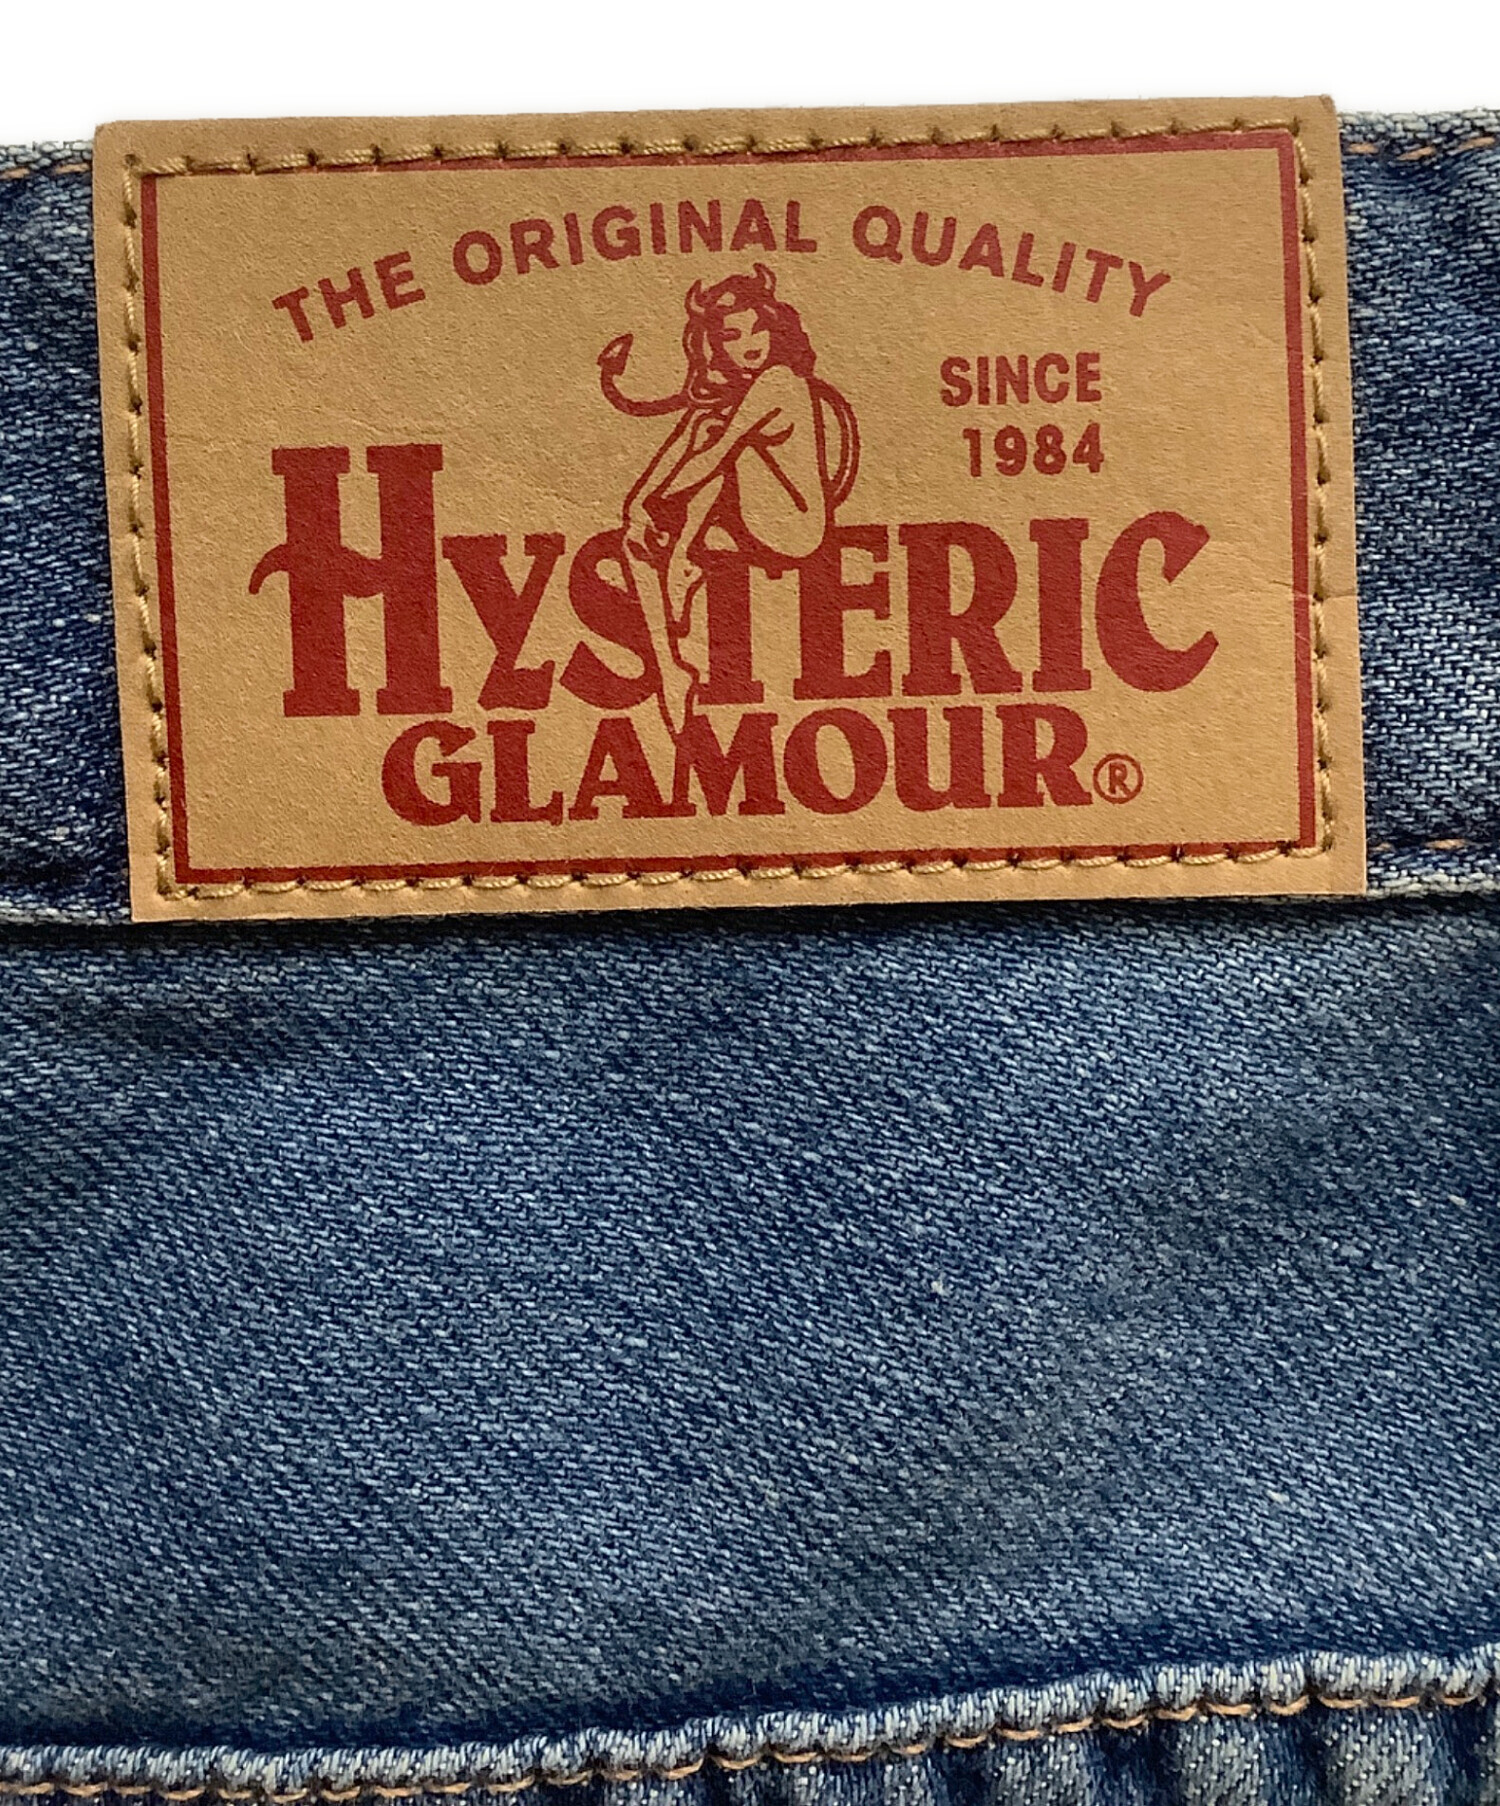 THE ORIGINAL QUALITY
SINCE
1984
HYSTERIC
GLAMOUR®